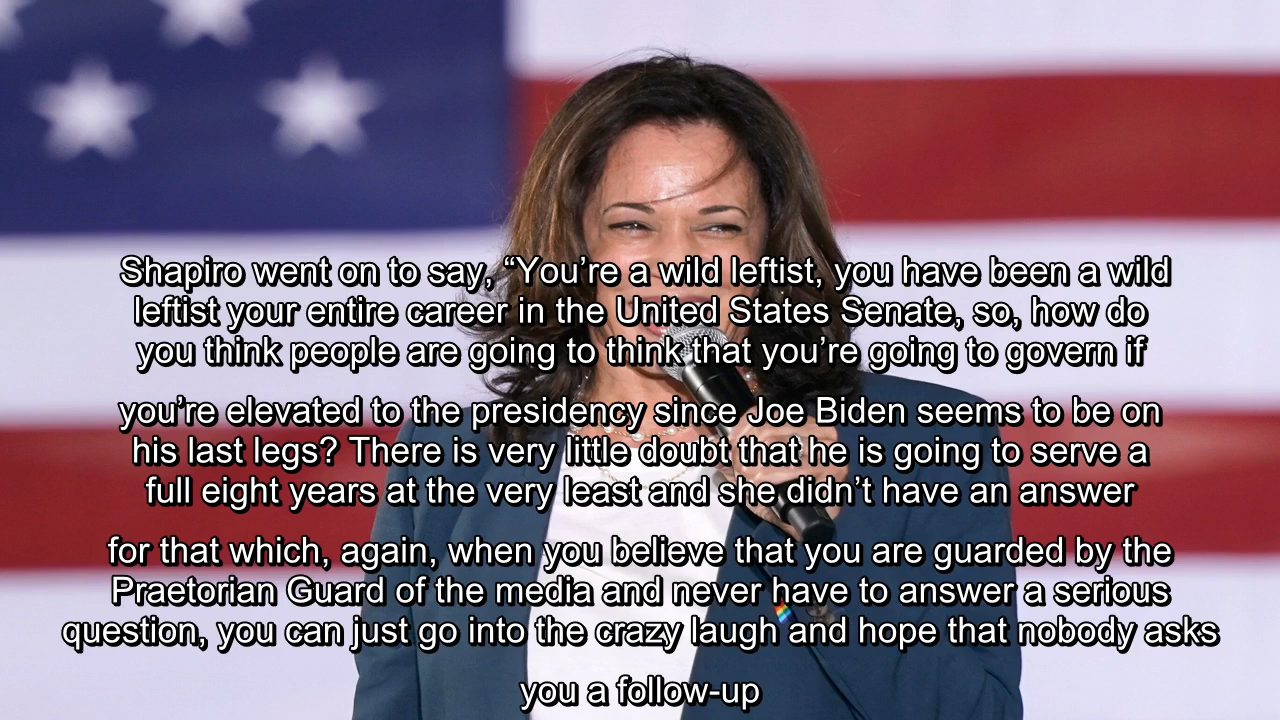 Shapiro went on to say, “You’re a wild leftist, you have been a wild
leftist your entire career in the United States Senate, so, how do
you think people are going to think that you’re going to govern if
you’re elevated to the presidency since Joe Biden seems to be on
his last legs? There is very little doubt that he is going to serve a
full eight years at the very least and she didn’t have an answer
for that which, again, when you believe that you are guarded by the
Praetorian Guard of the media and never have to answer a serious
question, you can just go into the crazy laugh and hope that nobody asks
you a follow-up